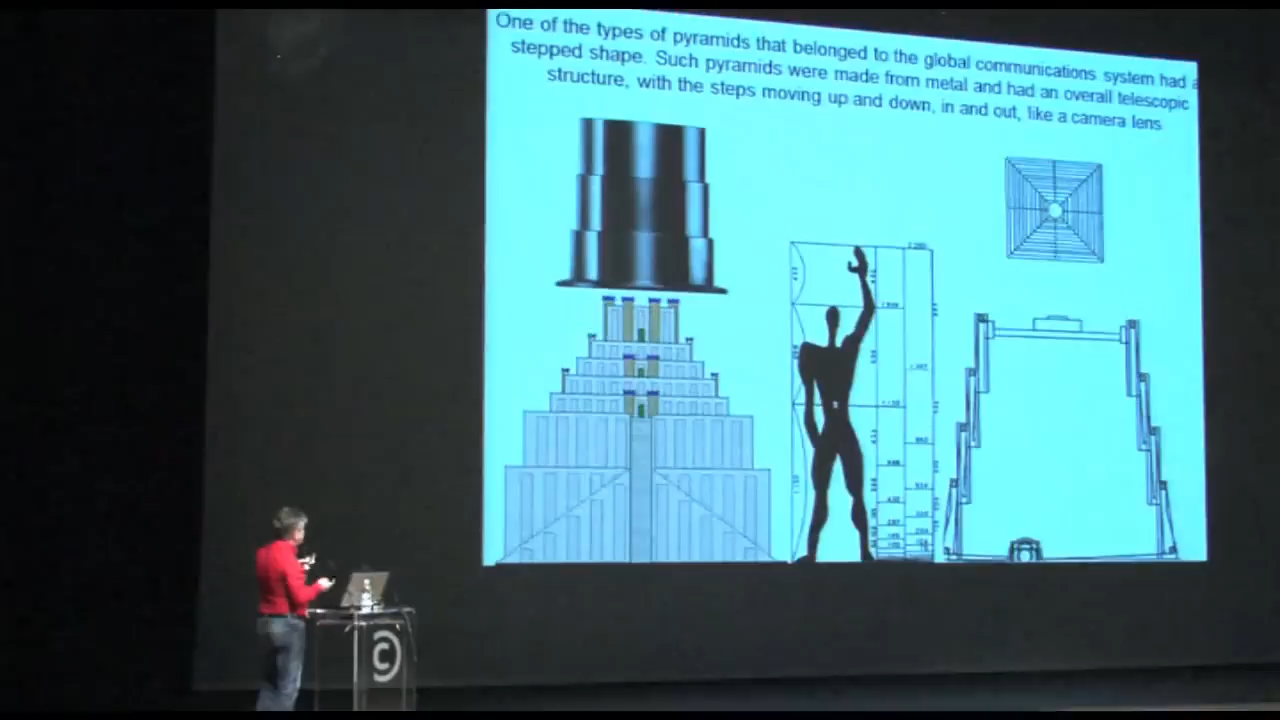 One of the types of pyramids that belonged to the global communications system had a
stepped shape. Such pyramids were made from metal and had an overall telescopic
structure, with the steps moving up and down, in and out, like a camera lens